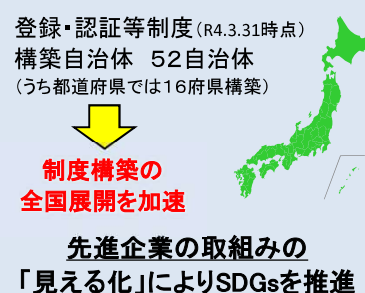 登録・認証等制度（R4.3.31時点）
構築自治体　５２自治体
（うち都道府県では１６府県構築）
制度構築の
全国展開を加速
先進企業の取組みの
「見える化」によりSDGsを推進